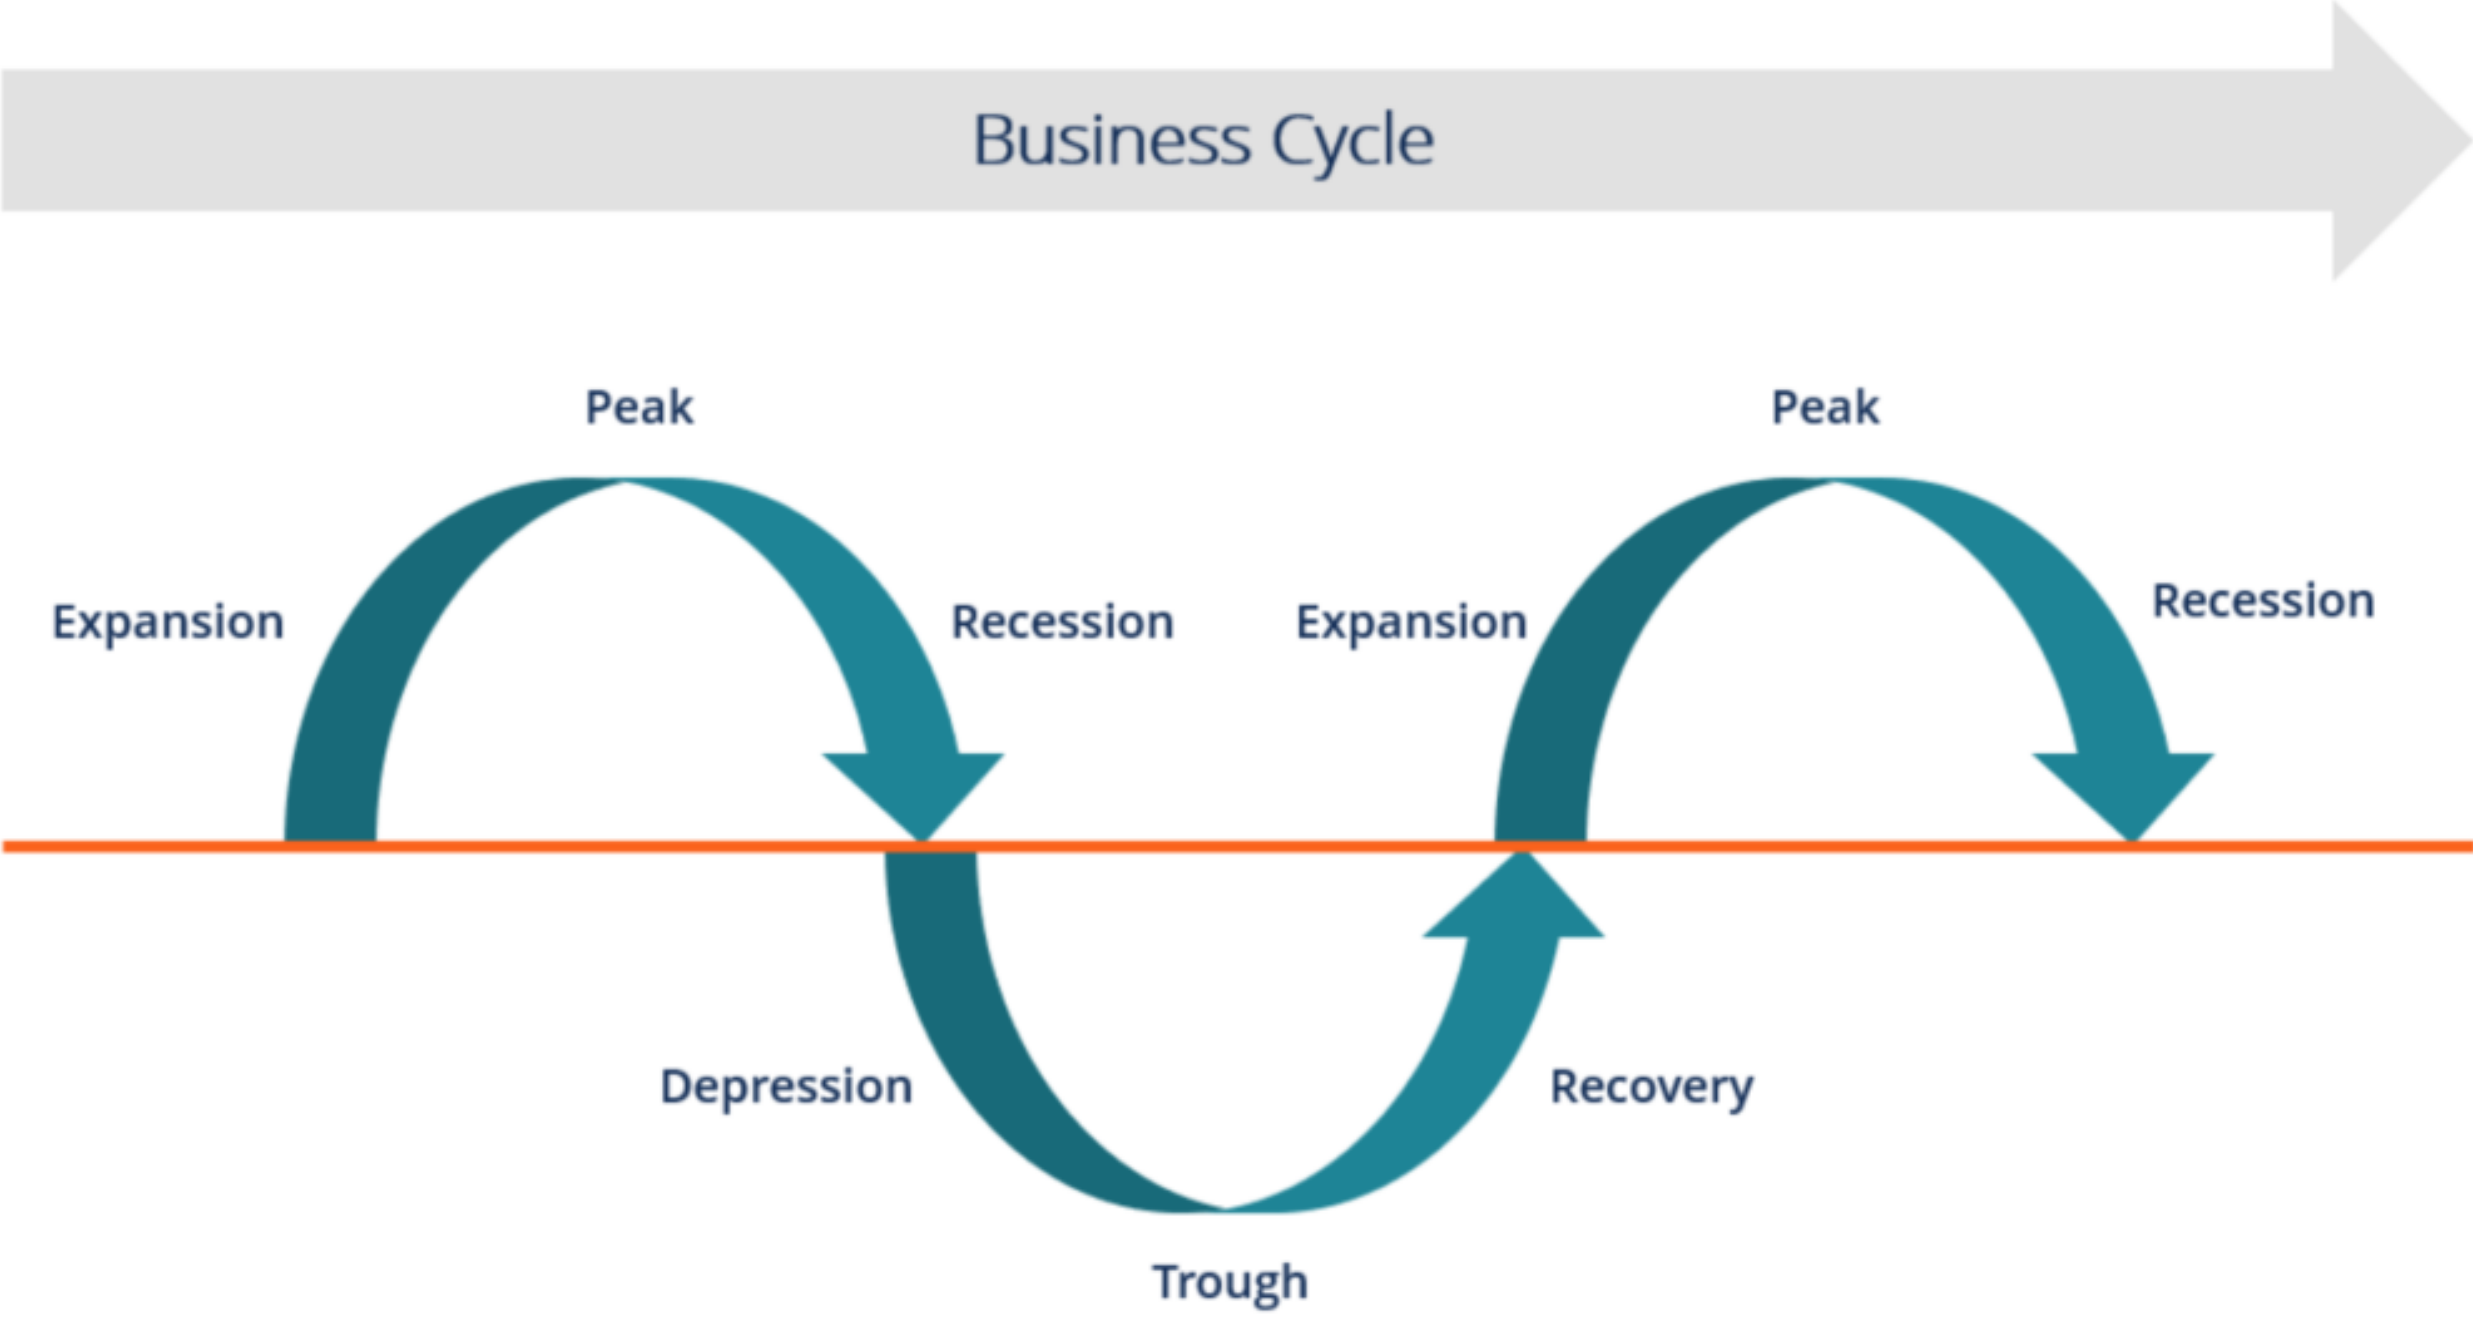 Business Cycle
Peak
Peak
Expansion
Recession
Expansion
Recession
Depression
Recovery
Trough